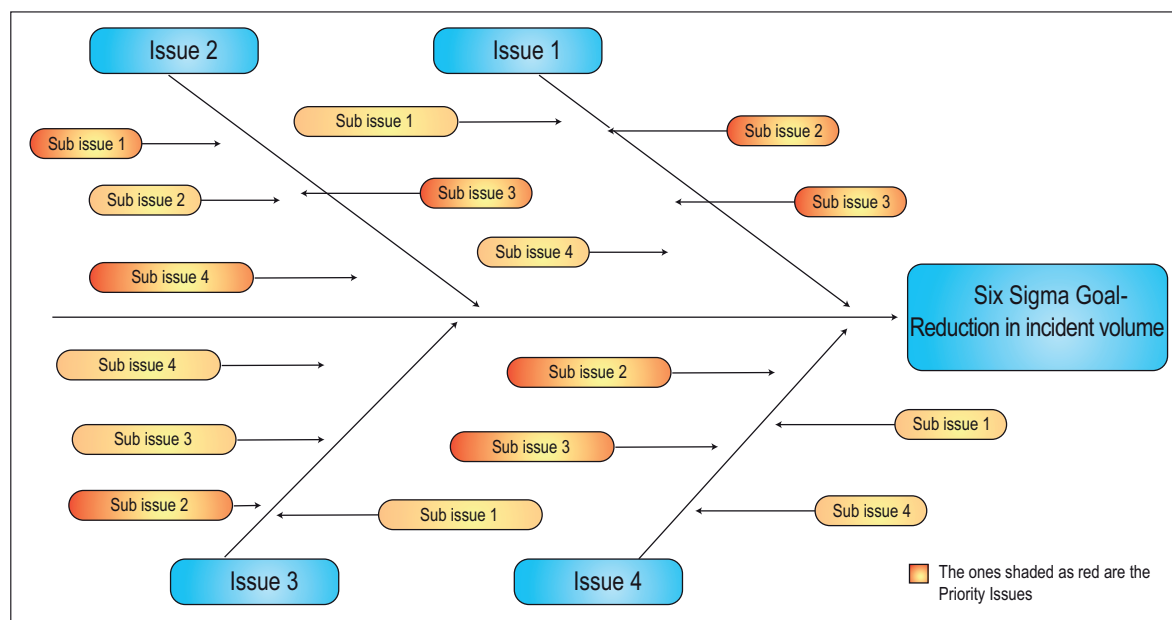 Issue 2
Issue 1
Sub issue 1
Sub issue 2
Sub issue 1
Sub issue 3
Sub issue 2
Sub issue 3
Sub issue 4
Sub issue 4
Six Sigma Goal-
Reduction in incident volume
Sub issue 4
Sub issue 2
Sub issue 1
Sub issue 3
Sub issue 3
Sub issue 2
Sub issue 1
Sub issue 4
Issue 3
Issue 4
The ones shaded as red are the
Priority Issues